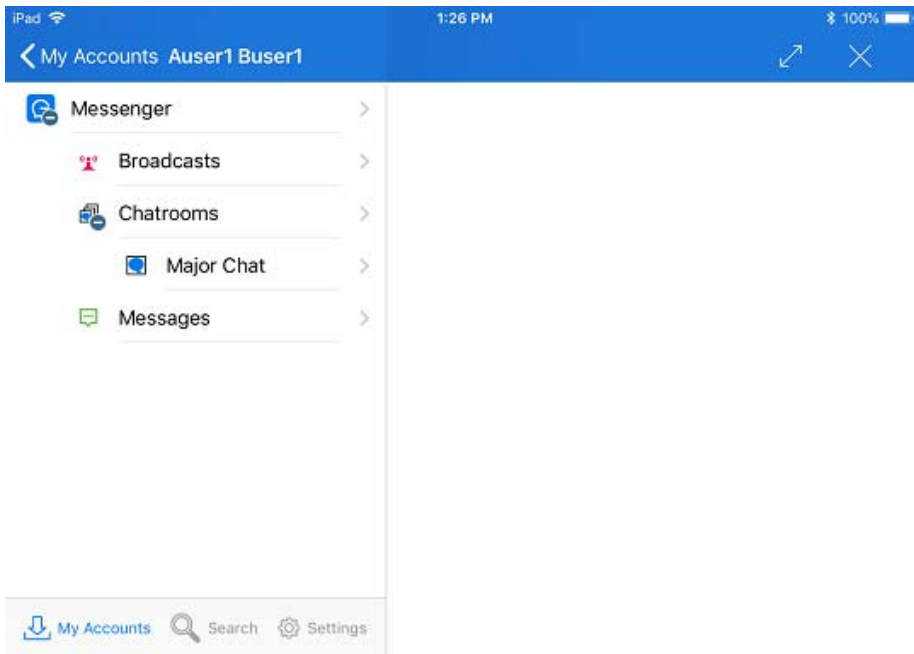 iPad 1:26 PM 100%
My Accounts Auser1 Buser1
Messenger
Broadcasts
Chatrooms
Major Chat
Messages
My Accounts Search Settings